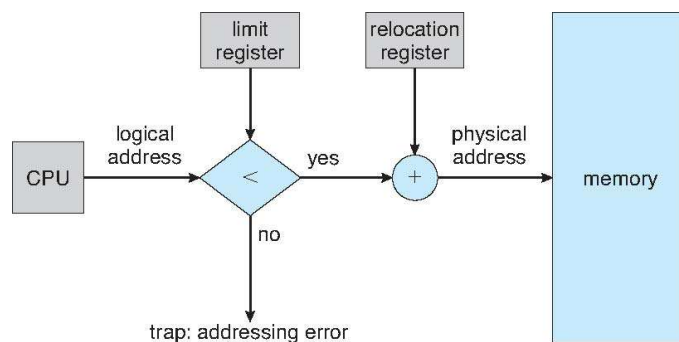 limit
register
relocation
register
logical
address
physical
address
CPU
<
yes
+
memory
no
trap: addressing error